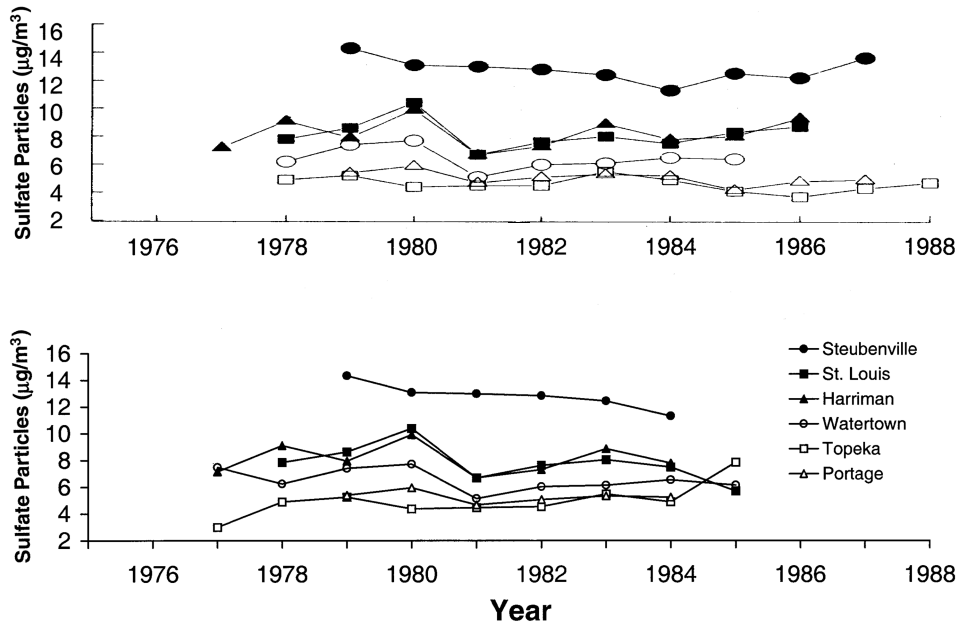 Sulfate Particles (µg/m³)
16
14
12
10
8
6
4
2
1976 1978 1980 1982 1984 1986 1988
Sulfate Particles (µg/m³)
16
14
12
10
8
6
4
2
1976 1978 1980 1982 1984 1986 1988
Year
Steubenville
St. Louis
Harriman
Watertown
Topeka
Portage